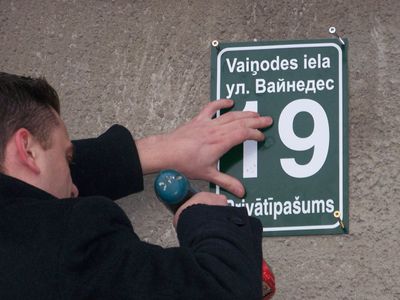 Vaiņodes iela
ул. Вайнедес
19
Privātīpašums